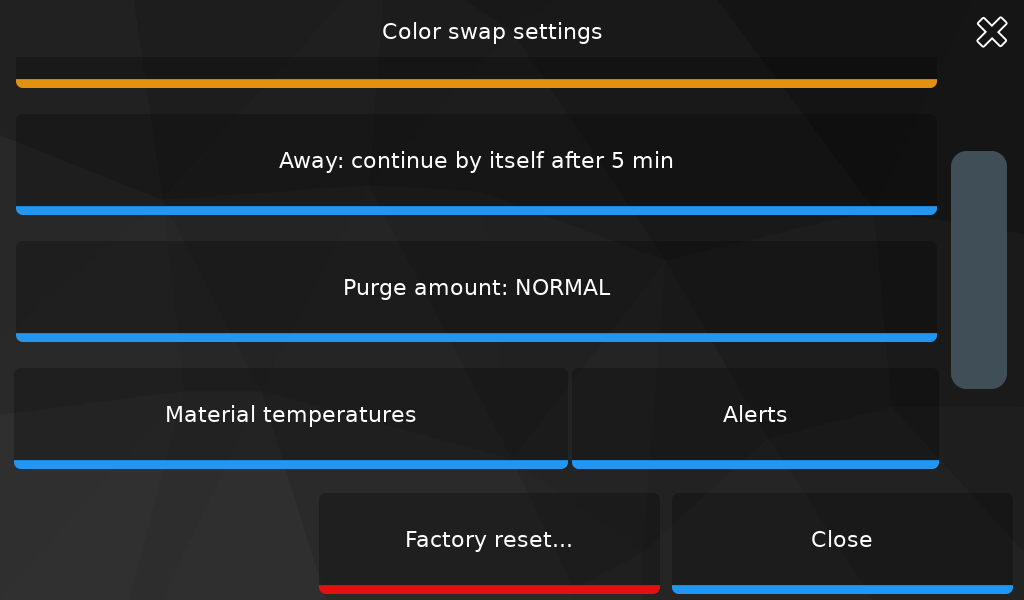 Color swap settings
Away: continue by itself after 5 min
Purge amount: NORMAL
Material temperatures
Alerts
Factory reset...
Close